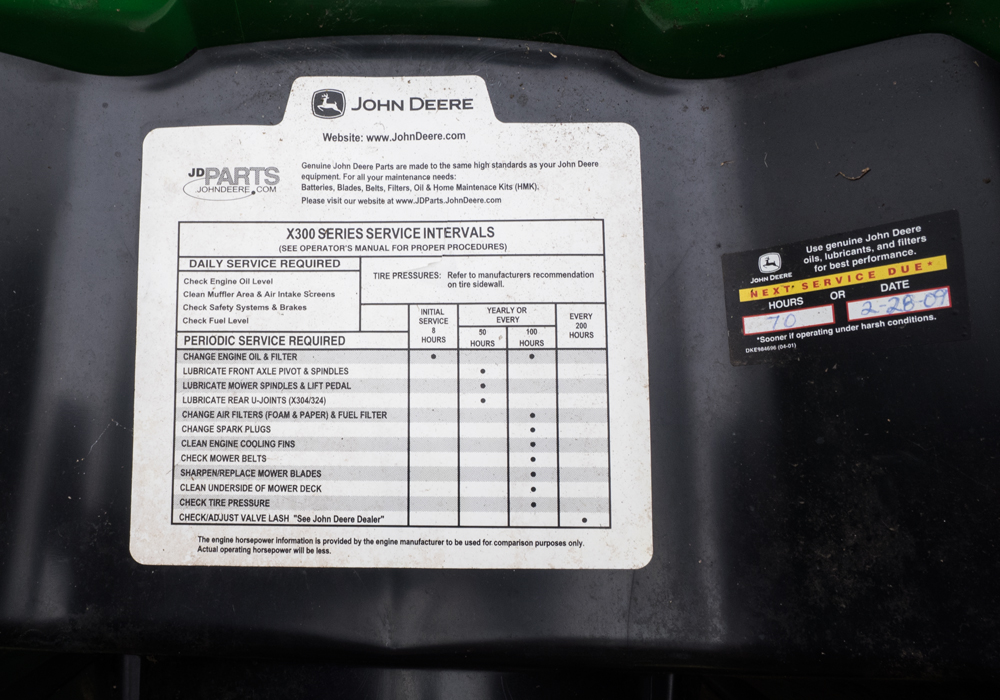 JOHN DEERE
Website: www.JohnDeere.com
JDPARTS
JOHNDEERE.COM
Genuine John Deere Parts are made to the same high standards as your John Deere
equipment. For all your maintenance needs:
Batteries, Blades, Belts, Filters, Oil & Home Maintenace Kits (HMK).
Please visit our website at www.JDParts.JohnDeere.com
X300 SERIES SERVICE INTERVALS
(SEE OPERATOR'S MANUAL FOR PROPER PROCEDURES)
DAILY SERVICE REQUIRED
Check Engine Oil Level
Clean Muffler Area & Air Intake Screens
Check Safety Systems & Brakes
Check Fuel Level
TIRE PRESSURES: Refer to manufacturers recommendation
on tire sidewall.
PERIODIC SERVICE REQUIRED
INITIAL
SERVICE
8
HOURS
YEARLY OR
EVERY
50
HOURS
100
HOURS
EVERY
200
HOURS
CHANGE ENGINE OIL & FILTER
LUBRICATE FRONT AXLE PIVOT & SPINDLES
LUBRICATE MOWER SPINDLES & LIFT PEDAL
LUBRICATE REAR U-JOINTS (X304/324)
CHANGE AIR FILTERS (FOAM & PAPER) & FUEL FILTER
CHANGE SPARK PLUGS
CLEAN ENGINE COOLING FINS
CHECK MOWER BELTS
SHARPEN/REPLACE MOWER BLADES
CLEAN UNDERSIDE OF MOWER DECK
CHECK TIRE PRESSURE
CHECK/ADJUST VALVE LASH "See John Deere Dealer"
The engine horsepower information is provided by the engine manufacturer to be used for comparison purposes only.
Actual operating horsepower will be less.
JOHN DEERE
Use genuine John Deere
oils, lubricants, and filters
for best performance.
NEXT SERVICE DUE*
HOURS OR DATE
70 2-28-09
*Sooner if operating under harsh conditions.
DKE984696 (04-01)